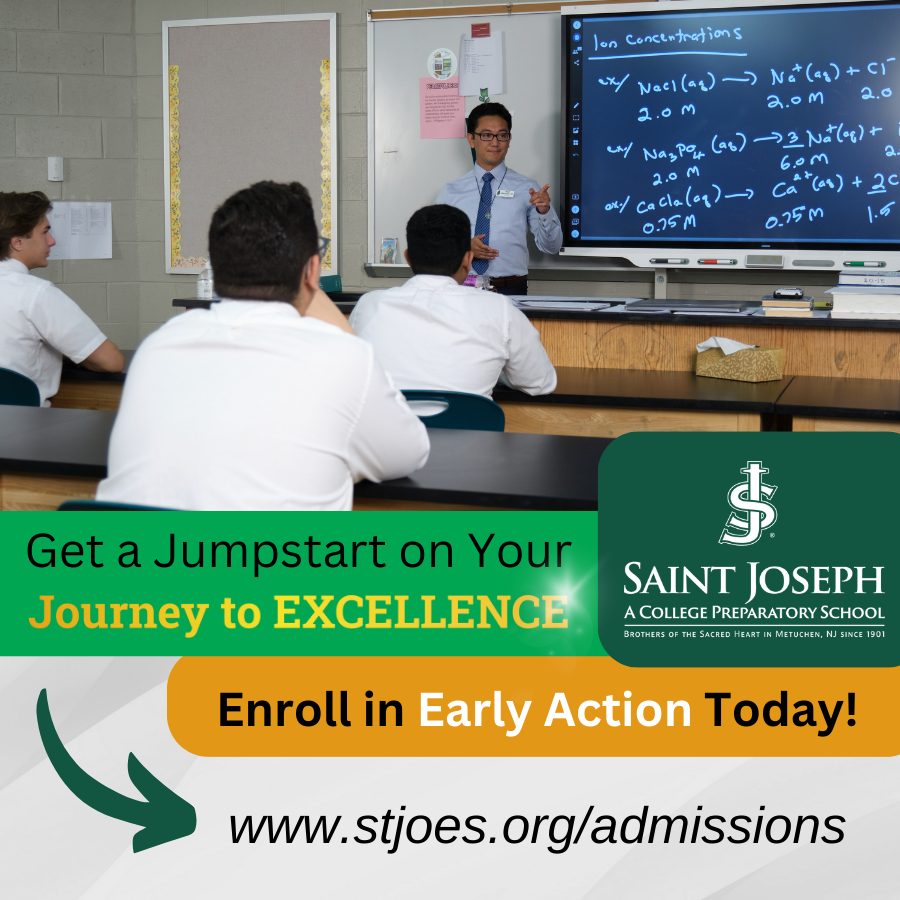 Ion Concentrations
ex/ NaCl(aq) → Na⁺(aq) + Cl⁻
2.0 M 2.0 M 2.0
ex/ Na₃PO₄(aq) → 3 Na⁺(aq) +
2.0 M 6.0 M 2.
ex/ CaCl₂(aq) → Ca²⁺(aq) + 2C
0.75 M 0.75 M 1.5
Get a Jumpstart on Your
Journey to EXCELLENCE
SAINT JOSEPH
A COLLEGE PREPARATORY SCHOOL
BROTHERS OF THE SACRED HEART IN METUCHEN, NJ SINCE 1901
Enroll in Early Action Today!
www.stjoes.org/admissions